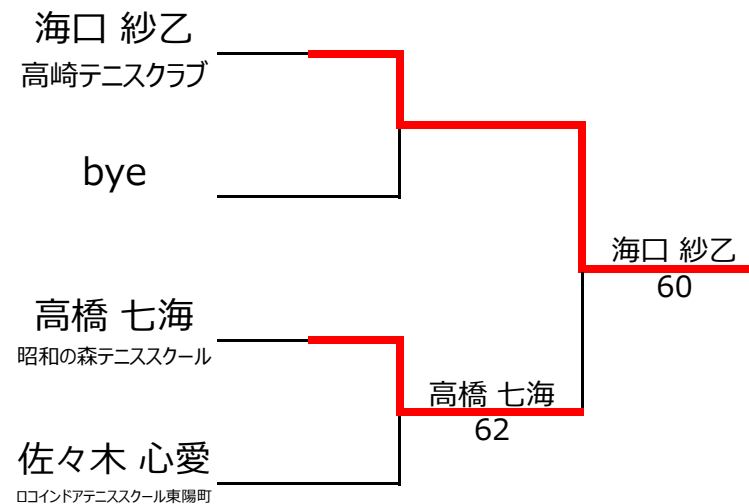 海口 紗乙
高崎テニスクラブ
bye
海口 紗乙
60
高橋 七海
昭和の森テニススクール
高橋 七海
62
佐々木 心愛
ロコインドアテニススクール東陽町